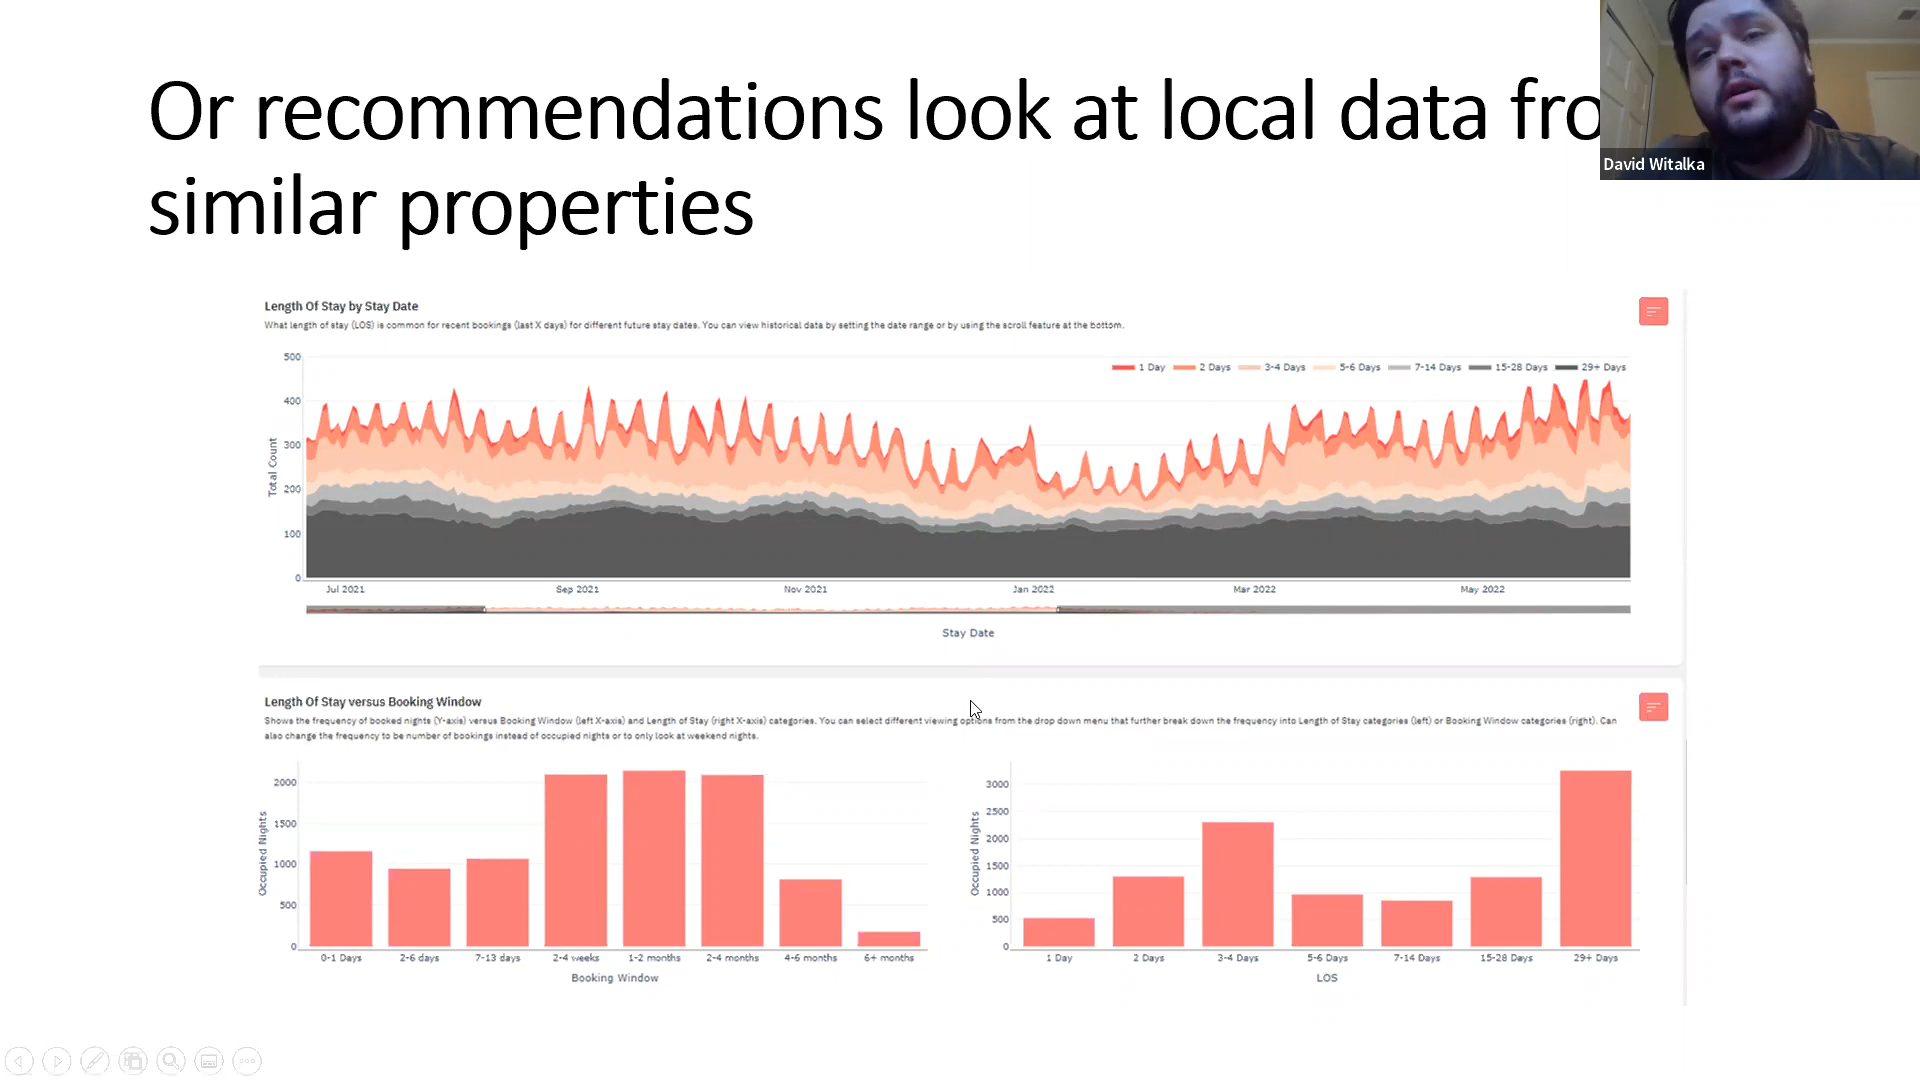 Or recommendations look at local data fro
similar properties
David Witalka
Length Of Stay by Stay Date
What length of stay (LOS) is common for recent bookings (last X days) for different future stay dates. You can view historical data by setting the date range or by using the scroll feature at the bottom.
1 Day 2 Days 3-4 Days 5-6 Days 7-14 Days 15-28 Days 29+ Days
Total Count
500
400
300
200
100
0
Jul 2021 Sep 2021 Nov 2021 Jan 2022 Mar 2022 May 2022
Stay Date
Length Of Stay versus Booking Window
Shows the frequency of booked nights (Y-axis) versus Booking Window (left X-axis) and Length of Stay (right X-axis) categories. You can select different viewing options from the drop down menu that further break down the frequency into Length of Stay categories (left) or Booking Window categories (right). Can
also change the frequency to be number of bookings instead of occupied nights or to only look at weekend nights.
Occupied Nights
2000
1500
1000
500
0
0-1 Days 2-6 days 7-13 days 2-4 weeks 1-2 months 2-4 months 4-6 months 6+ months
Booking Window
Occupied Nights
3000
2500
2000
1500
1000
500
0
1 Day 2 Days 3-4 Days 5-6 Days 7-14 Days 15-28 Days 29+ Days
LOS